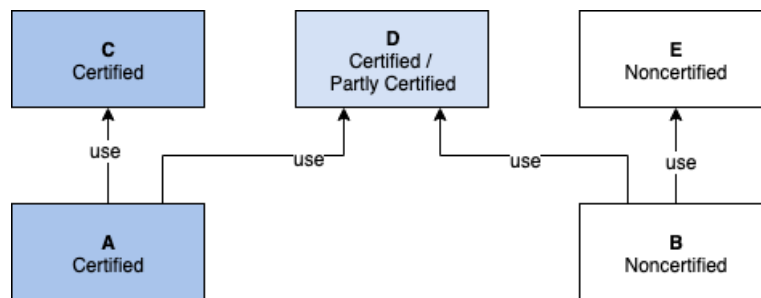 C
Certified
D
Certified /
Partly Certified
E
Noncertified
use
use
use
use
A
Certified
B
Noncertified